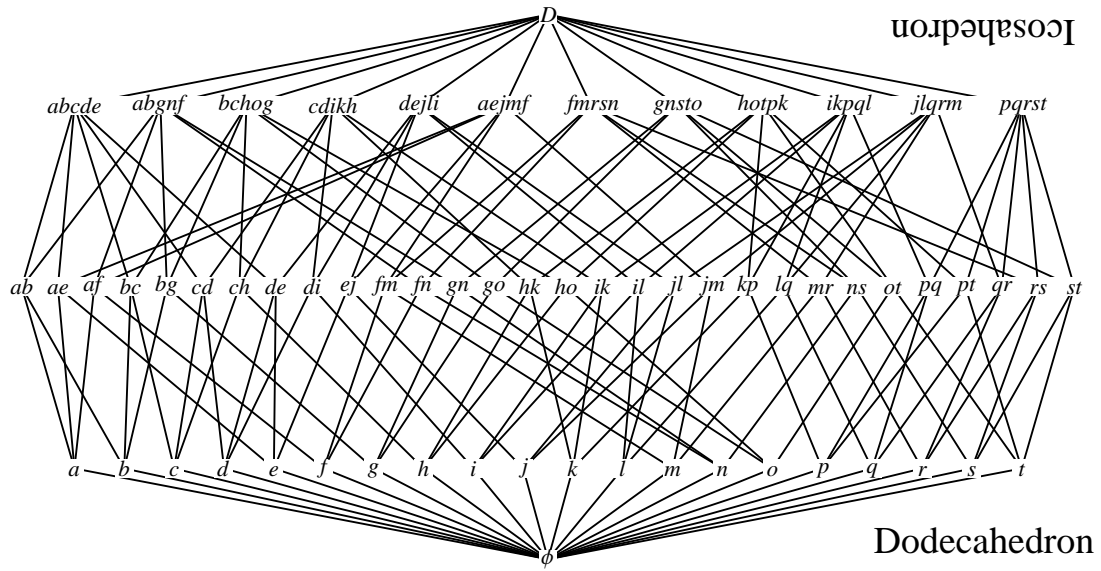 D
Icosahedron
abcde abgnf bchog cdikh dejli aejmf fmrsn gnsto hotpk ikpql jlqrm pqrst
ab ae af bc bg cd ch de di ej fm fn gn go hk ho ik il jl jm kp lq mr ns ot pq pt qr rs st
a b c d e f g h i j k l m n o p q r s t
Dodecahedron
ϕ